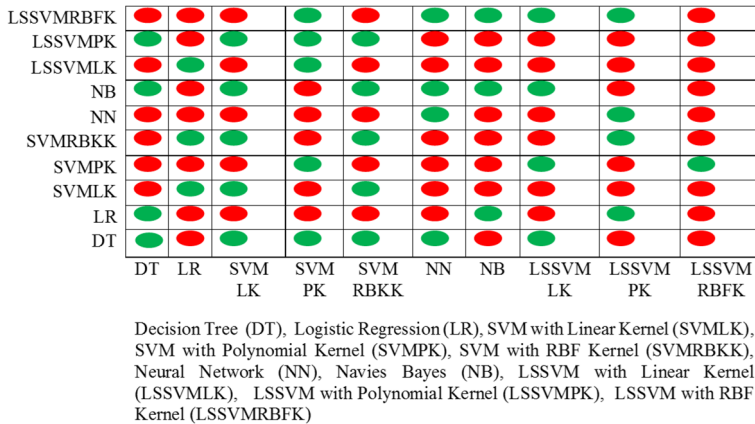 LSSVMRBFK
LSSVMPK
LSSVMLK
NB
NN
SVMRBKK
SVMPK
SVMLK
LR
DT
DT LR SVM SVM SVM NN NB LSSVM LSSVM LSSVM
LK PK RBKK LK PK RBFK
Decision Tree (DT), Logistic Regression (LR), SVM with Linear Kernel (SVMLK),
SVM with Polynomial Kernel (SVMPK), SVM with RBF Kernel (SVMRBKK),
Neural Network (NN), Navies Bayes (NB), LSSVM with Linear Kernel
(LSSVMLK), LSSVM with Polynomial Kernel (LSSVMPK), LSSVM with RBF
Kernel (LSSVMRBFK)